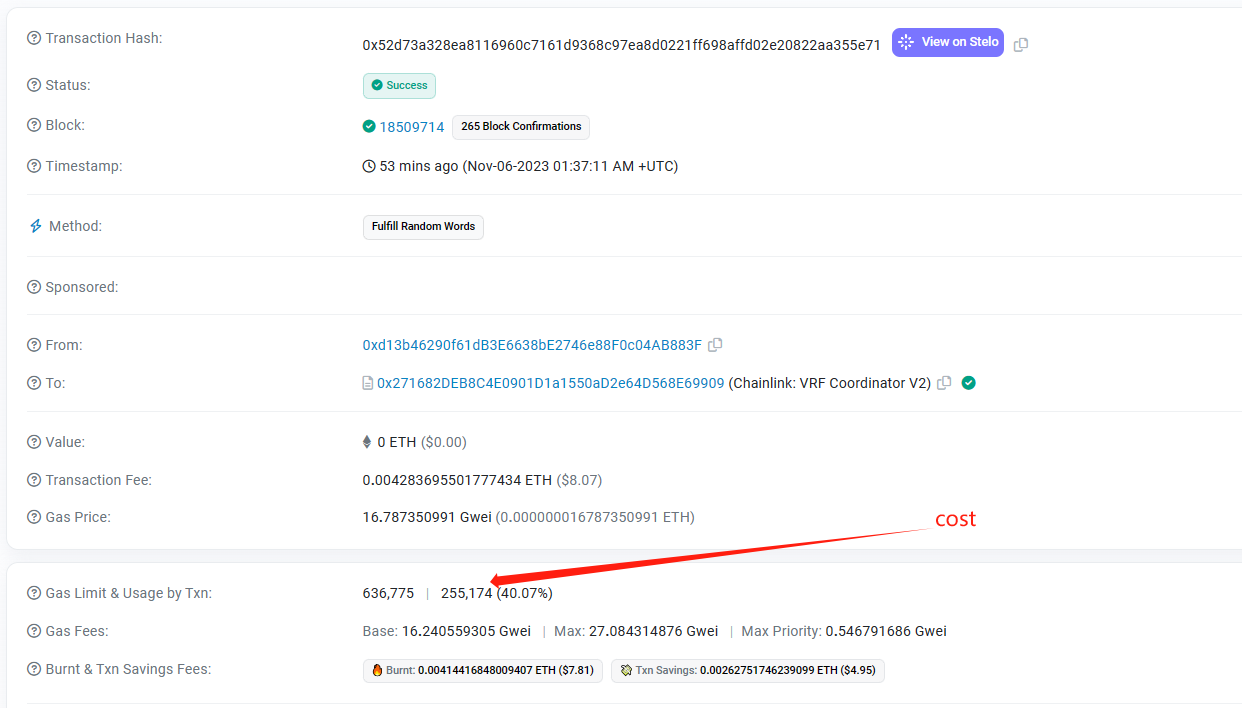 Transaction Hash: 0x52d73a328ea8116960c7161d9368c97ea8d0221ff698affd02e20822aa355e71 View on Stelo
Status: Success
Block: 18509714 265 Block Confirmations
Timestamp: 53 mins ago (Nov-06-2023 01:37:11 AM +UTC)
Method: Fulfill Random Words
Sponsored:
From: 0xd13b46290f61dB3E6638bE2746e88F0c04AB883F
To: 0x271682DEB8C4E0901D1a1550aD2e64D568E69909 (Chainlink: VRF Coordinator V2)
Value: 0 ETH ($0.00)
Transaction Fee: 0.004283695501777434 ETH ($8.07)
Gas Price: 16.787350991 Gwei (0.000000016787350991 ETH)
cost
Gas Limit & Usage by Txn: 636,775 | 255,174 (40.07%)
Gas Fees: Base: 16.240559305 Gwei | Max: 27.084314876 Gwei | Max Priority: 0.546791686 Gwei
Burnt & Txn Savings Fees: Burnt: 0.00414416848009407 ETH ($7.81) Txn Savings: 0.00262751746239099 ETH ($4.95)